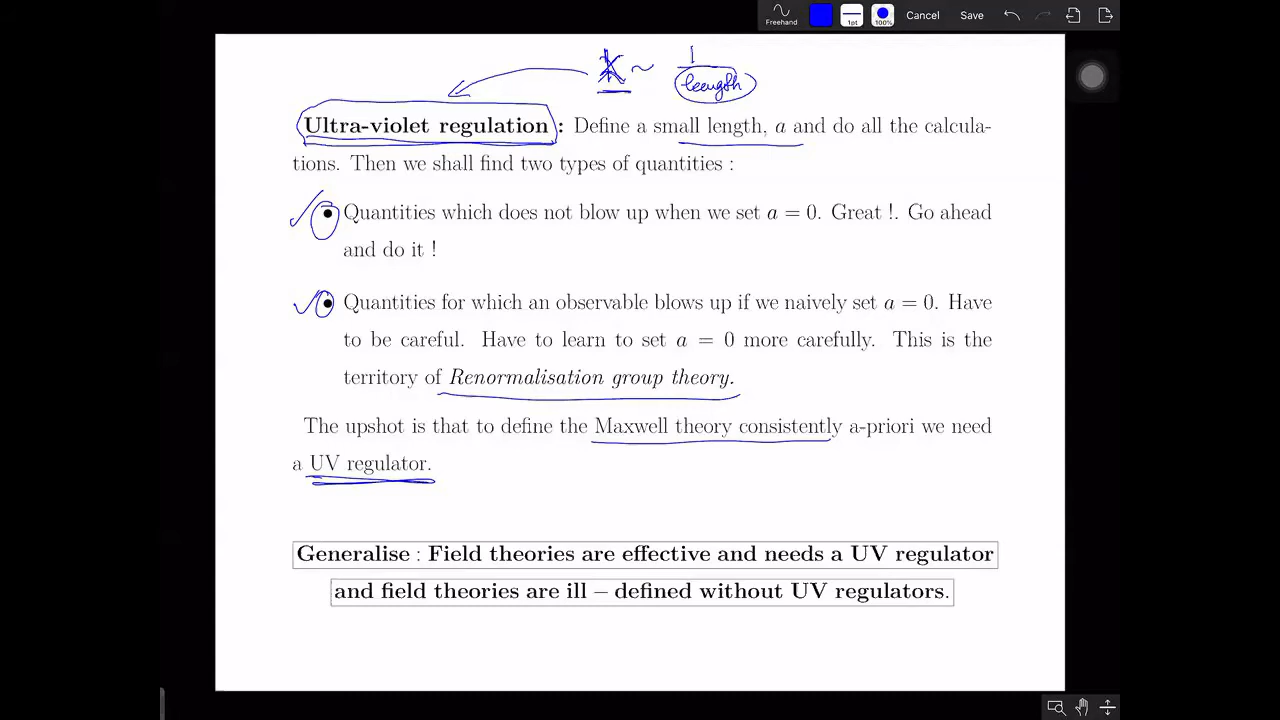 Freehand 1pt 100% Cancel Save
~ 1
length
Ultra-violet regulation : Define a small length, a and do all the calcula-
tions. Then we shall find two types of quantities :
• Quantities which does not blow up when we set a = 0. Great !. Go ahead
and do it !
• Quantities for which an observable blows up if we naively set a = 0. Have
to be careful. Have to learn to set a = 0 more carefully. This is the
territory of Renormalisation group theory.
The upshot is that to define the Maxwell theory consistently a-priori we need
a UV regulator.
Generalise : Field theories are effective and needs a UV regulator
and field theories are ill – defined without UV regulators.